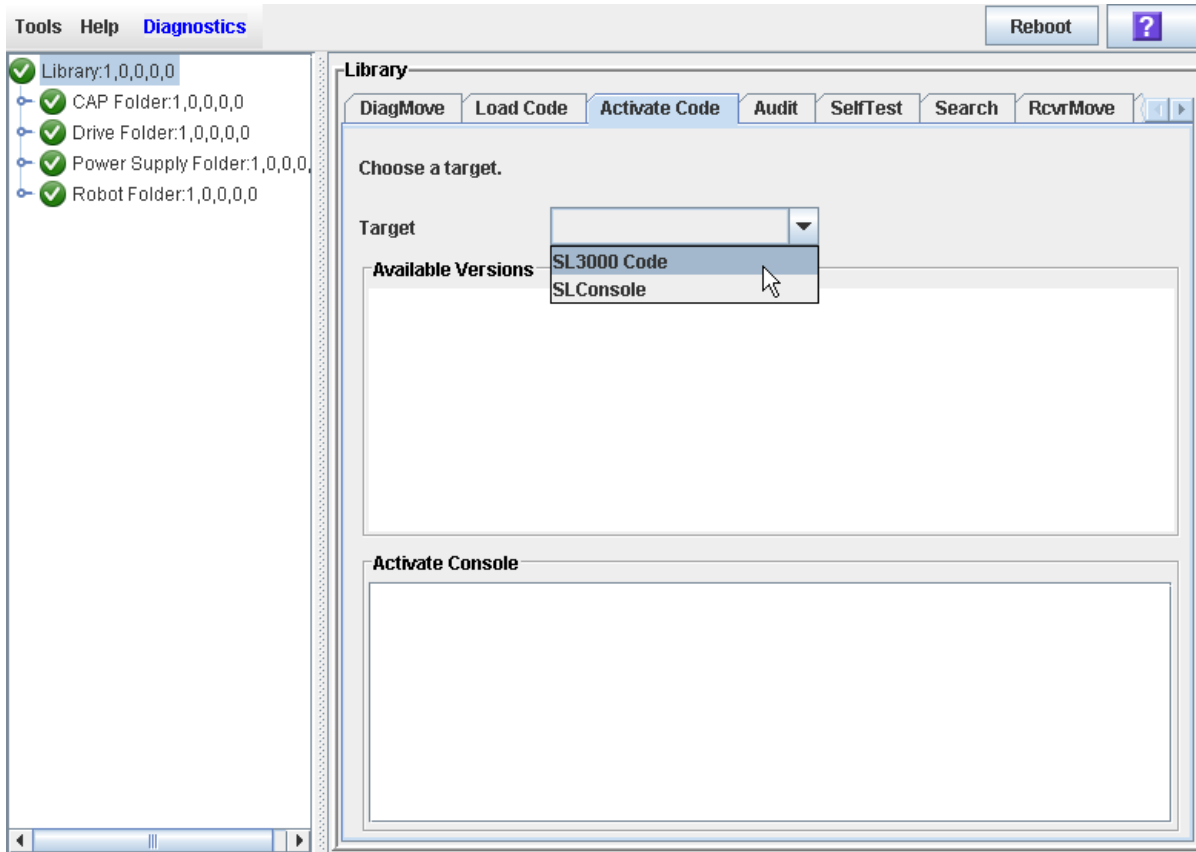 Tools Help Diagnostics
Reboot ?
Library:1,0,0,0,0
CAP Folder:1,0,0,0,0
Drive Folder:1,0,0,0,0
Power Supply Folder:1,0,0,0,
Robot Folder:1,0,0,0,0
Library
DiagMove Load Code Activate Code Audit SelfTest Search RcvrMove
Choose a target.
Target
SL3000 Code
SLConsole
Available Versions
Activate Console